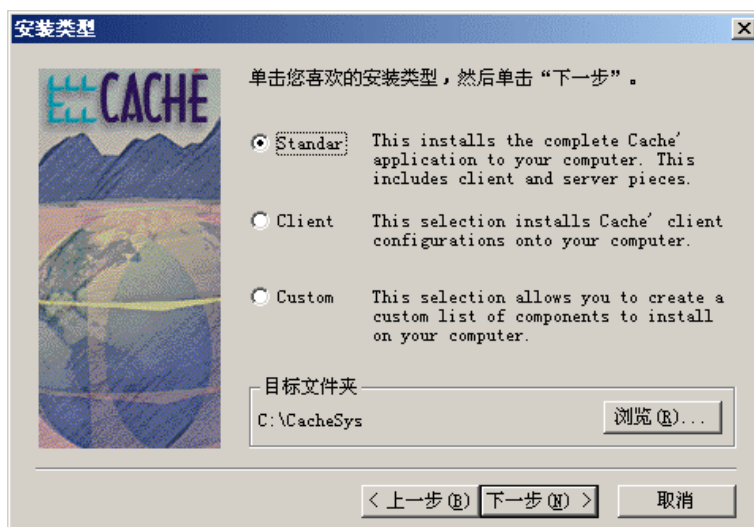 安装类型
CACHÉ
单击您喜欢的安装类型，然后单击“下一步”。
Standar
This installs the complete Cache'
application to your computer. This
includes client and server pieces.
Client
This selection installs Cache' client
configurations onto your computer.
Custom
This selection allows you to create a
custom list of components to install
on your computer.
目标文件夹
C:\CacheSys
浏览(R)...
< 上一步(B)
下一步(N) >
取消